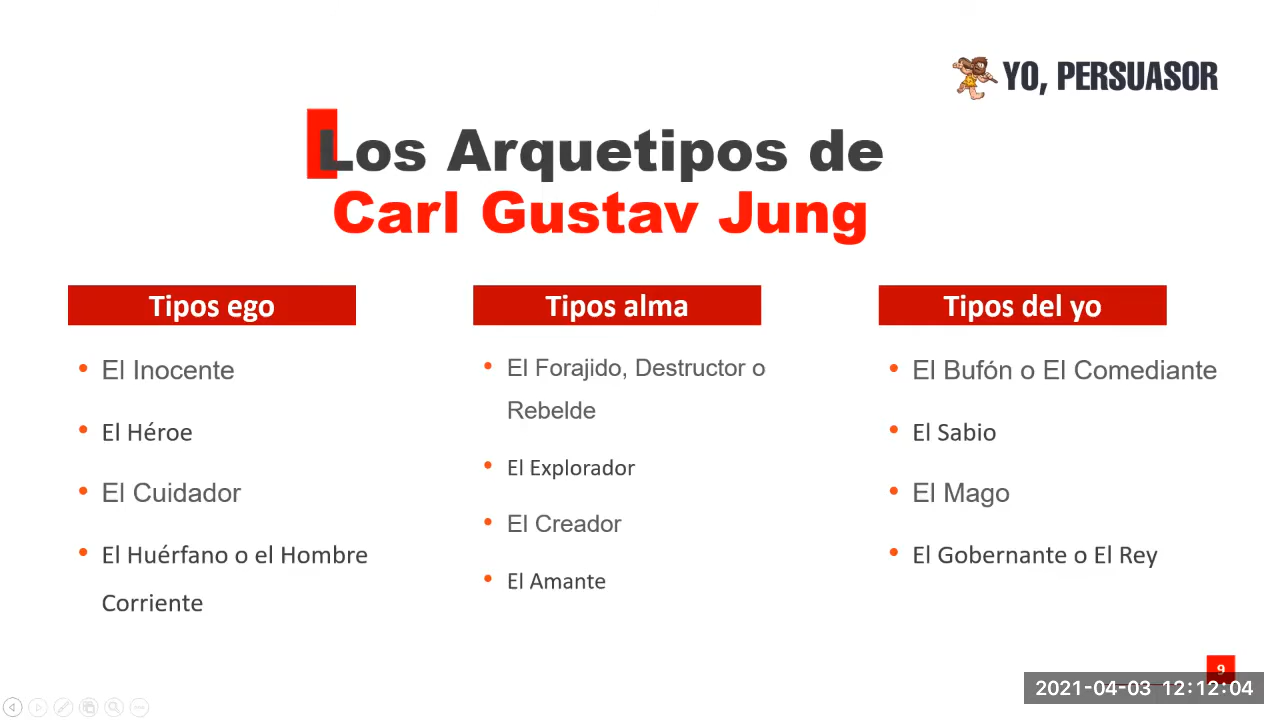 YO, PERSUASOR
Los Arquetipos de
Carl Gustav Jung
Tipos ego
• El Inocente
• El Héroe
• El Cuidador
• El Huérfano o el Hombre
Corriente
Tipos alma
• El Forajido, Destructor o
Rebelde
• El Explorador
• El Creador
• El Amante
Tipos del yo
• El Bufón o El Comediante
• El Sabio
• El Mago
• El Gobernante o El Rey
9
2021-04-03 12:12:04